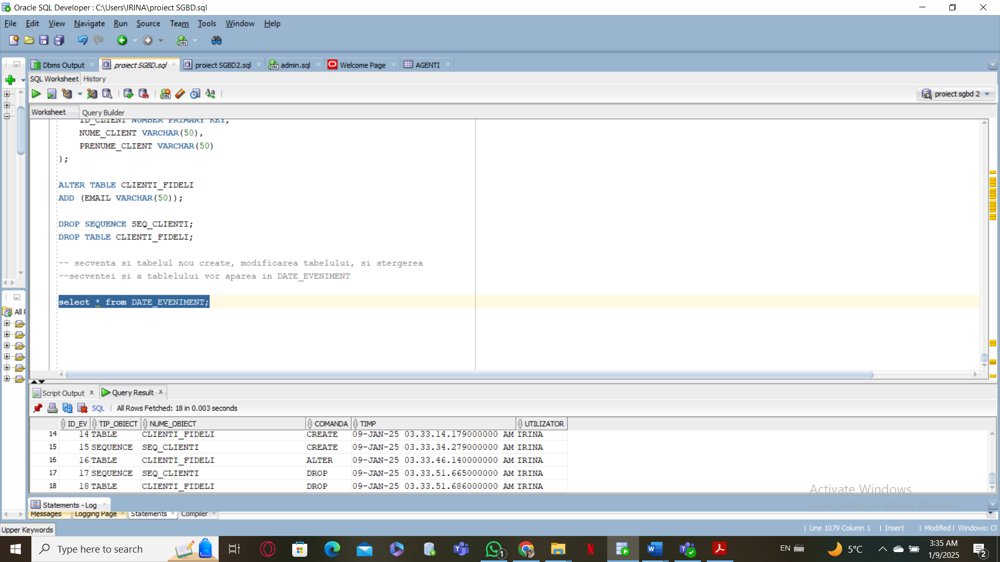 Oracle SQL Developer : C:\Users\IRINA\proiect SGBD.sql
File Edit View Navigate Run Source Team Tools Window Help
Dbms Output proiect SGBD.sql proiect SGBD2.sql admin.sql Welcome Page AGENTI
SQL Worksheet History
proiect sgbd 2
Worksheet Query Builder
ID_CLIENT NUMBER PRIMARY KEY,
NUME_CLIENT VARCHAR(50),
PRENUME_CLIENT VARCHAR(50)
);
ALTER TABLE CLIENTI_FIDELI
ADD (EMAIL VARCHAR(50));
DROP SEQUENCE SEQ_CLIENTI;
DROP TABLE CLIENTI_FIDELI;
-- secventa si tabelul nou create, modificarea tabelului, si stergerea
--secventei si a tablelului vor aparea in DATE_EVENIMENT
select * from DATE_EVENIMENT;
All
Script Output Query Result
SQL | All Rows Fetched: 18 in 0.003 seconds
ID_EV TIP_OBIECT NUME_OBIECT COMANDA TIMP UTILIZATOR
14 14 TABLE CLIENTI_FIDELI CREATE 09-JAN-25 03.33.14.179000000 AM IRINA
15 15 SEQUENCE SEQ_CLIENTI CREATE 09-JAN-25 03.33.34.279000000 AM IRINA
16 16 TABLE CLIENTI_FIDELI ALTER 09-JAN-25 03.33.46.140000000 AM IRINA
17 17 SEQUENCE SEQ_CLIENTI DROP 09-JAN-25 03.33.51.665000000 AM IRINA
18 18 TABLE CLIENTI_FIDELI DROP 09-JAN-25 03.33.51.686000000 AM IRINA
Activate Windows
Go to Settings to activate Windows.
Statements - Log
Messages Logging Page Statements Compiler
Upper Keywords
| Line 1079 Column 1 | Insert | Modified | Windows: CF
Type here to search
1
EN
5°C
3:35 AM
1/9/2025
2